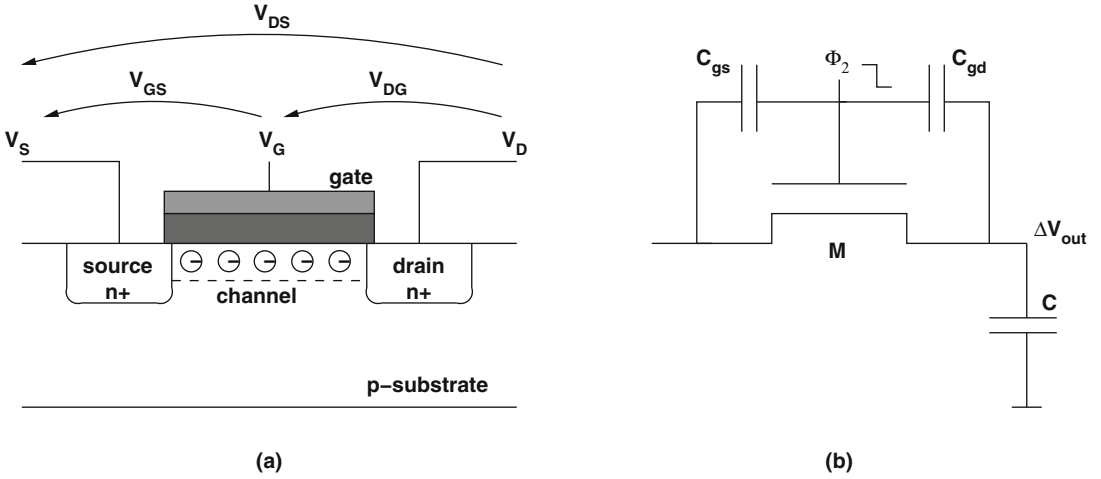 V_DS
V_GS
V_DG
V_S
V_G
V_D
gate
source
n+
drain
n+
channel
p−substrate
(a)
C_gs
Φ_2
C_gd
M
ΔV_out
C
(b)